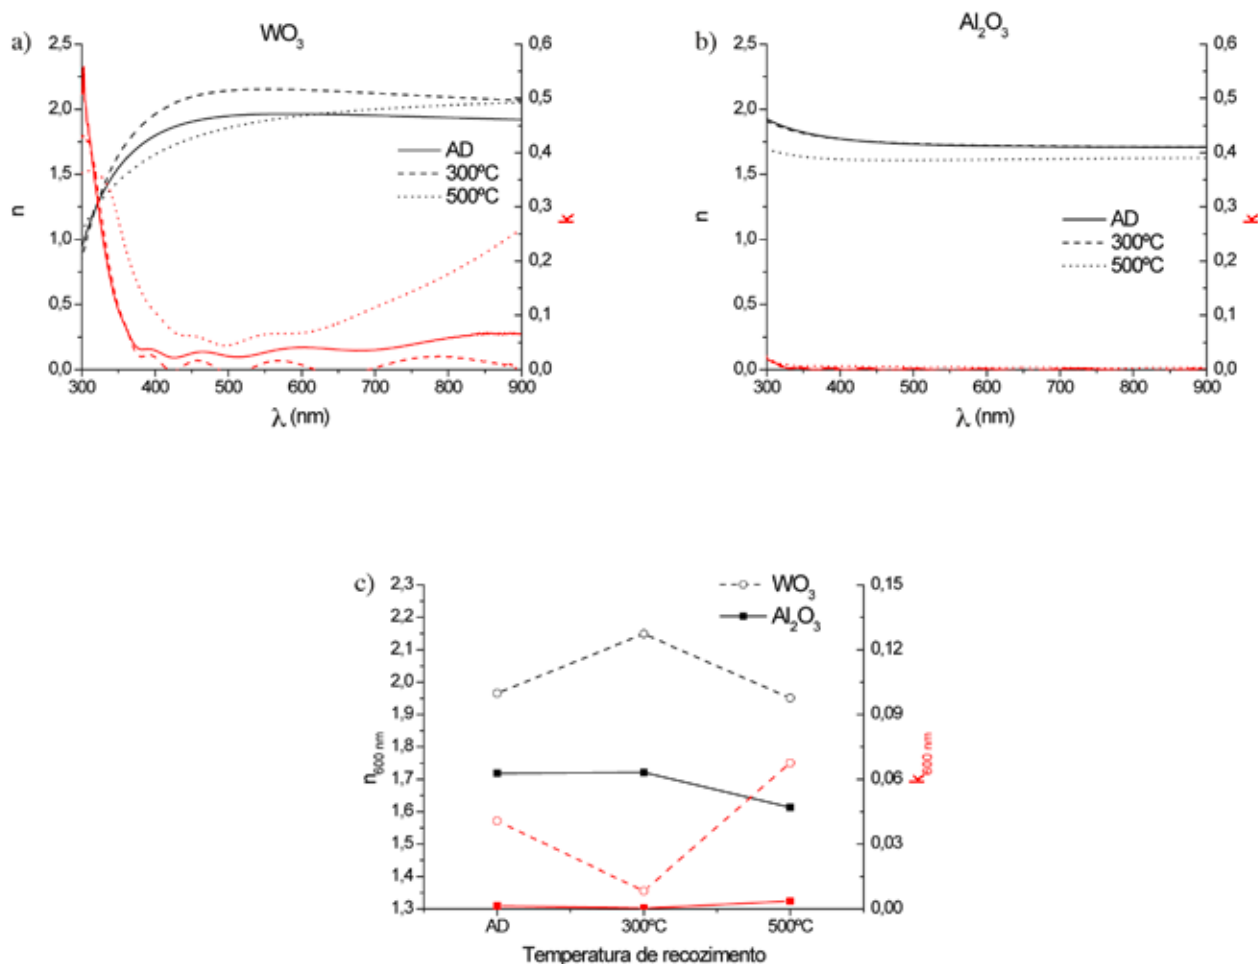 a)
WO3
2,5
2,0
1,5
1,0
0,5
0,0
n
0,6
0,5
0,4
0,3
0,2
0,1
0,0
k
AD
300ºC
500ºC
300 400 500 600 700 800 900
λ (nm)
b)
Al2O3
2,5
2,0
1,5
1,0
0,5
0,0
n
0,6
0,5
0,4
0,3
0,2
0,1
0,0
k
AD
300ºC
500ºC
300 400 500 600 700 800 900
λ (nm)
c)
2,3
2,2
2,1
2,0
1,9
1,8
1,7
1,6
1,5
1,4
1,3
n600 nm
WO3
Al2O3
0,15
0,12
0,09
0,06
0,03
0,00
k600 nm
AD 300ºC 500ºC
Temperatura de recozimento